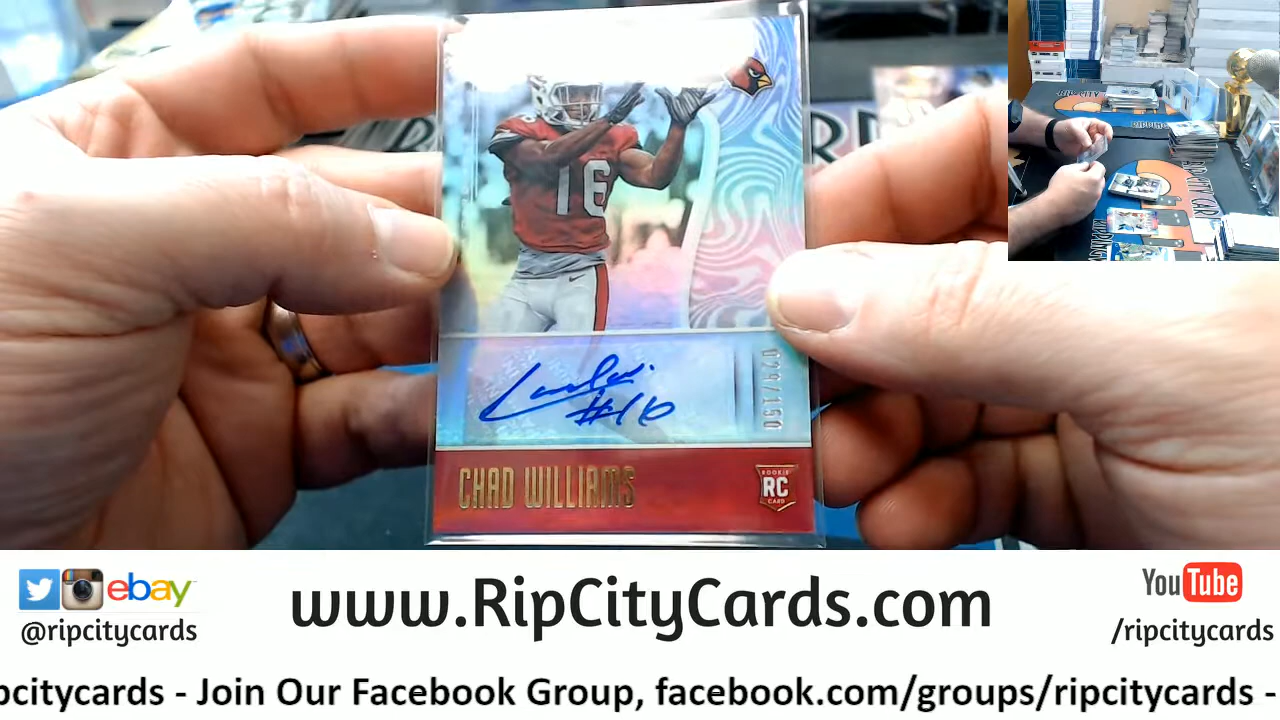 16
#16
029/150
CHAD WILLIAMS
ROOKIE
RC
CARD
ebay
@ripcitycards
www.RipCityCards.com
YouTube
/ripcitycards
pcitycards - Join Our Facebook Group, facebook.com/groups/ripcitycards -